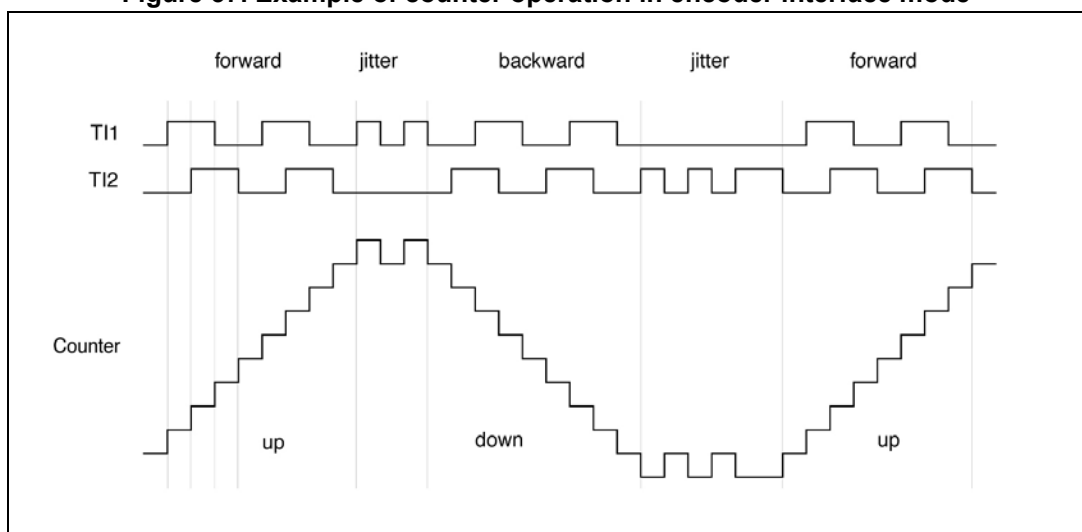 Figure Example of counter operation in encoder interface mode
forward jitter backward jitter forward
TI1
TI2
Counter
up down up